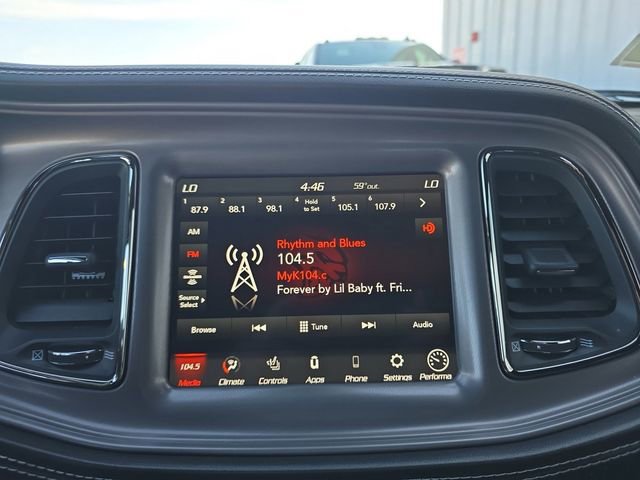 LO 4:46 59°out. LO
1 87.9 2 88.1 3 98.1 4 Hold to Set 5 105.1 6 107.9
AM
FM
Source Select
Rhythm and Blues
104.5
MyK104.c
Forever by Lil Baby ft. Fri...
Browse Tune Audio
104.5
Media Climate Controls Apps Phone Settings Performa